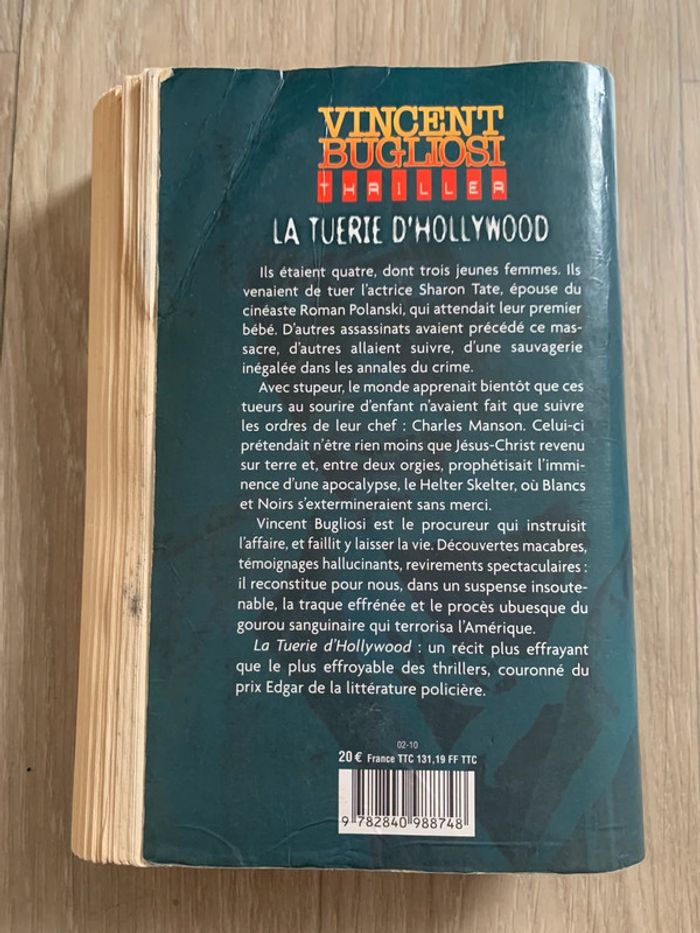 VINCENT
BUGLIOSI
THRILLER
LA TUERIE D'HOLLYWOOD
Ils étaient quatre, dont trois jeunes femmes. Ils
venaient de tuer l'actrice Sharon Tate, épouse du
cinéaste Roman Polanski, qui attendait leur premier
bébé. D'autres assassinats avaient précédé ce mas-
sacre, d'autres allaient suivre, d'une sauvagerie
inégalée dans les annales du crime.
Avec stupeur, le monde apprenait bientôt que ces
tueurs au sourire d'enfant n'avaient fait que suivre
les ordres de leur chef : Charles Manson. Celui-ci
prétendait n'être rien moins que Jésus-Christ revenu
sur terre et, entre deux orgies, prophétisait l'immi-
nence d'une apocalypse, le Helter Skelter, où Blancs
et Noirs s'extermineraient sans merci.
Vincent Bugliosi est le procureur qui instruisit
l'affaire, et faillit y laisser la vie. Découvertes macabres,
témoignages hallucinants, revirements spectaculaires :
il reconstitue pour nous, dans un suspense insoute-
nable, la traque effrénée et le procès ubuesque du
gourou sanguinaire qui terrorisa l'Amérique.
La Tuerie d'Hollywood : un récit plus effrayant
que le plus effroyable des thrillers, couronné du
prix Edgar de la littérature policière.
02-10
20 € France TTC 131,19 FF TTC
9 782840 988748